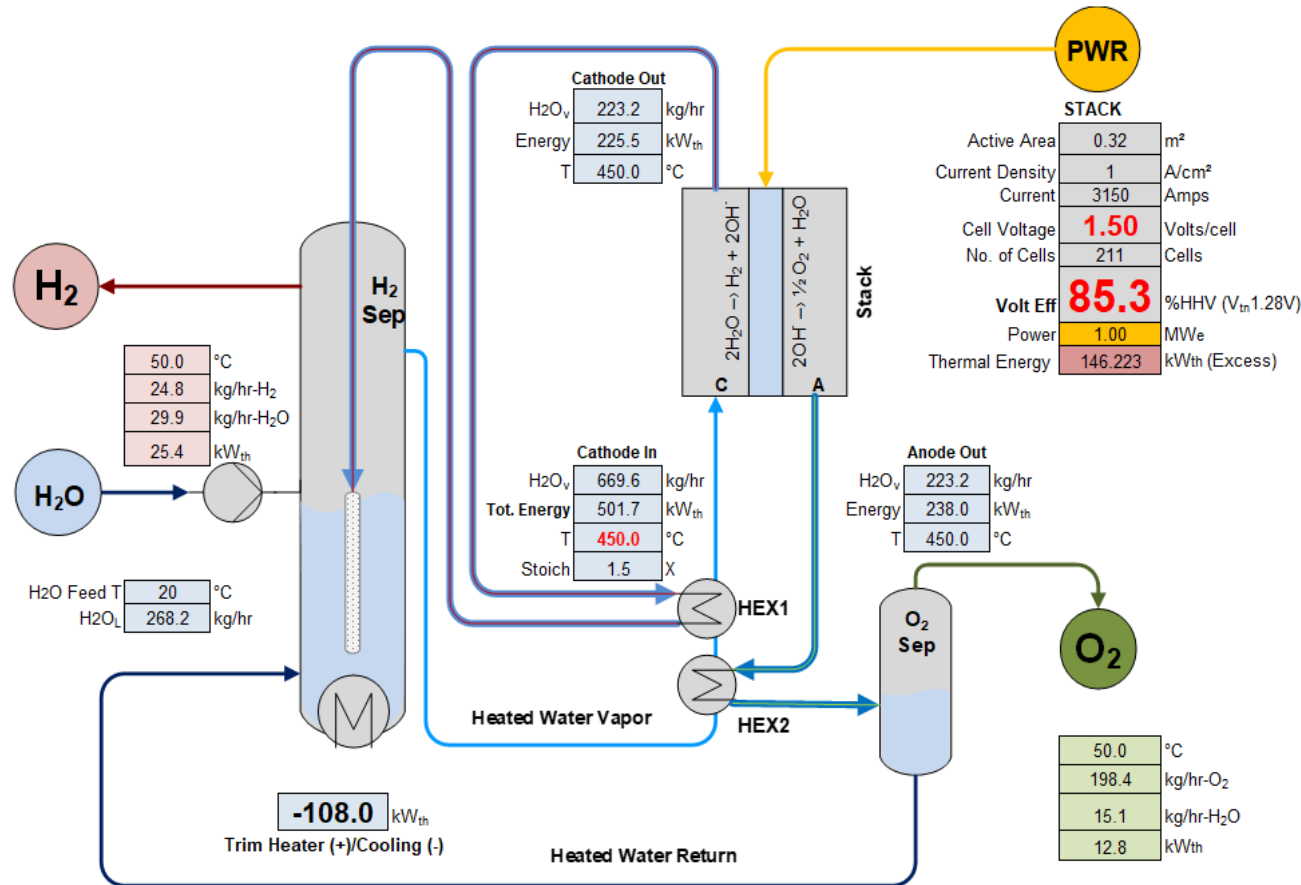 PWR
STACK
Active Area 0.32 m²
Current Density 1 A/cm²
Current 3150 Amps
Cell Voltage 1.50 Volts/cell
No. of Cells 211 Cells
Volt Eff 85.3 %HHV (Vtn1.28V)
Power 1.00 MWe
Thermal Energy 146.223 kWth (Excess)
Cathode Out
H2Ov 223.2 kg/hr
Energy 225.5 kWth
T 450.0 °C
2H₂O –> H₂ + 2OH⁻
2OH⁻ –> ½ O₂ + H₂O
C
A
Stack
H₂
H₂
Sep
50.0 °C
24.8 kg/hr-H₂
29.9 kg/hr-H₂O
25.4 kWth
H₂O
H2O Feed T 20 °C
H2OL 268.2 kg/hr
Cathode In
H2Ov 669.6 kg/hr
Tot. Energy 501.7 kWth
T 450.0 °C
Stoich 1.5 X
HEX1
HEX2
Anode Out
H2Ov 223.2 kg/hr
Energy 238.0 kWth
T 450.0 °C
O₂
Sep
O₂
Heated Water Vapor
50.0 °C
198.4 kg/hr-O₂
15.1 kg/hr-H₂O
12.8 kWth
-108.0 kWth
Trim Heater (+)/Cooling (-)
Heated Water Return